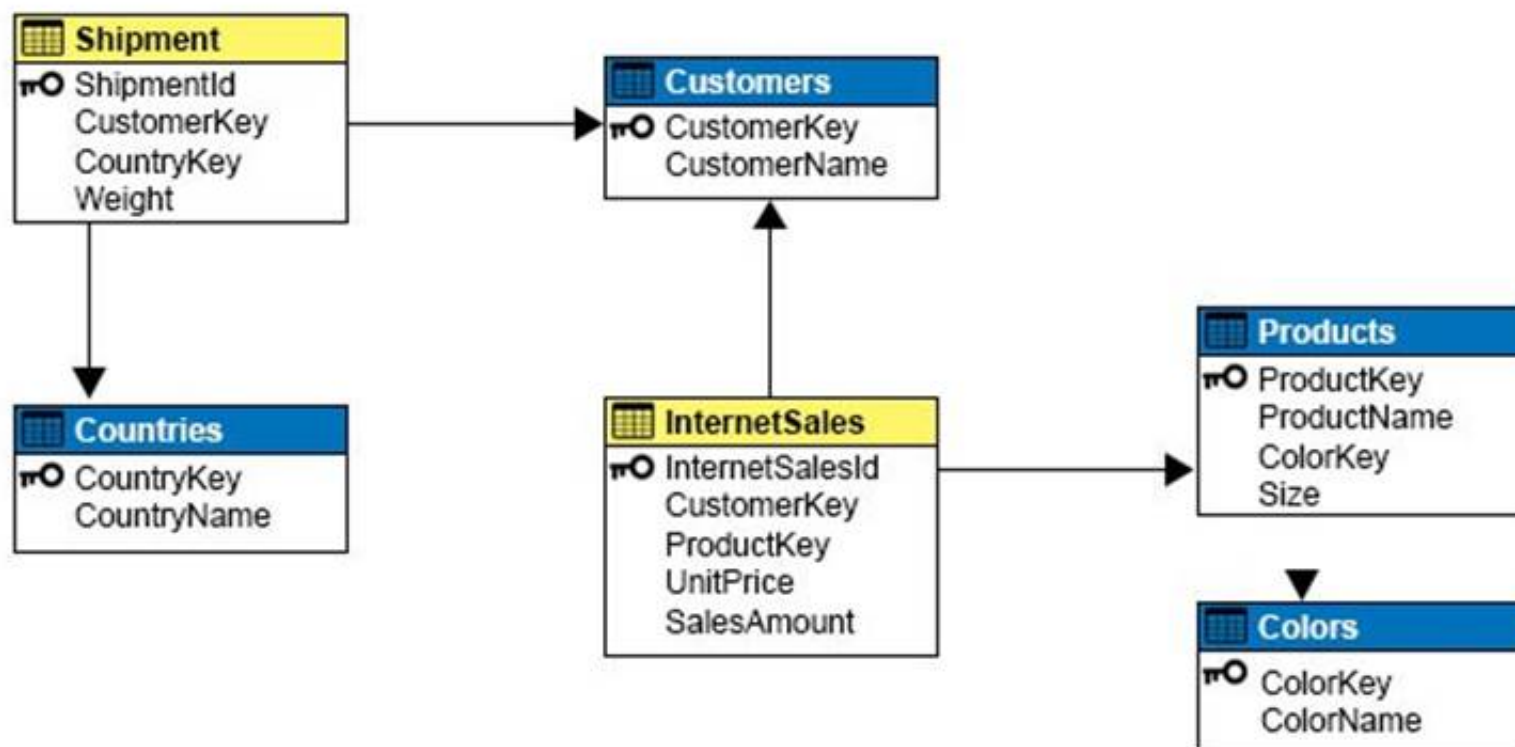 Shipment
ShipmentId
CustomerKey
CountryKey
Weight
Customers
CustomerKey
CustomerName
Countries
CountryKey
CountryName
InternetSales
InternetSalesId
CustomerKey
ProductKey
UnitPrice
SalesAmount
Products
ProductKey
ProductName
ColorKey
Size
Colors
ColorKey
ColorName